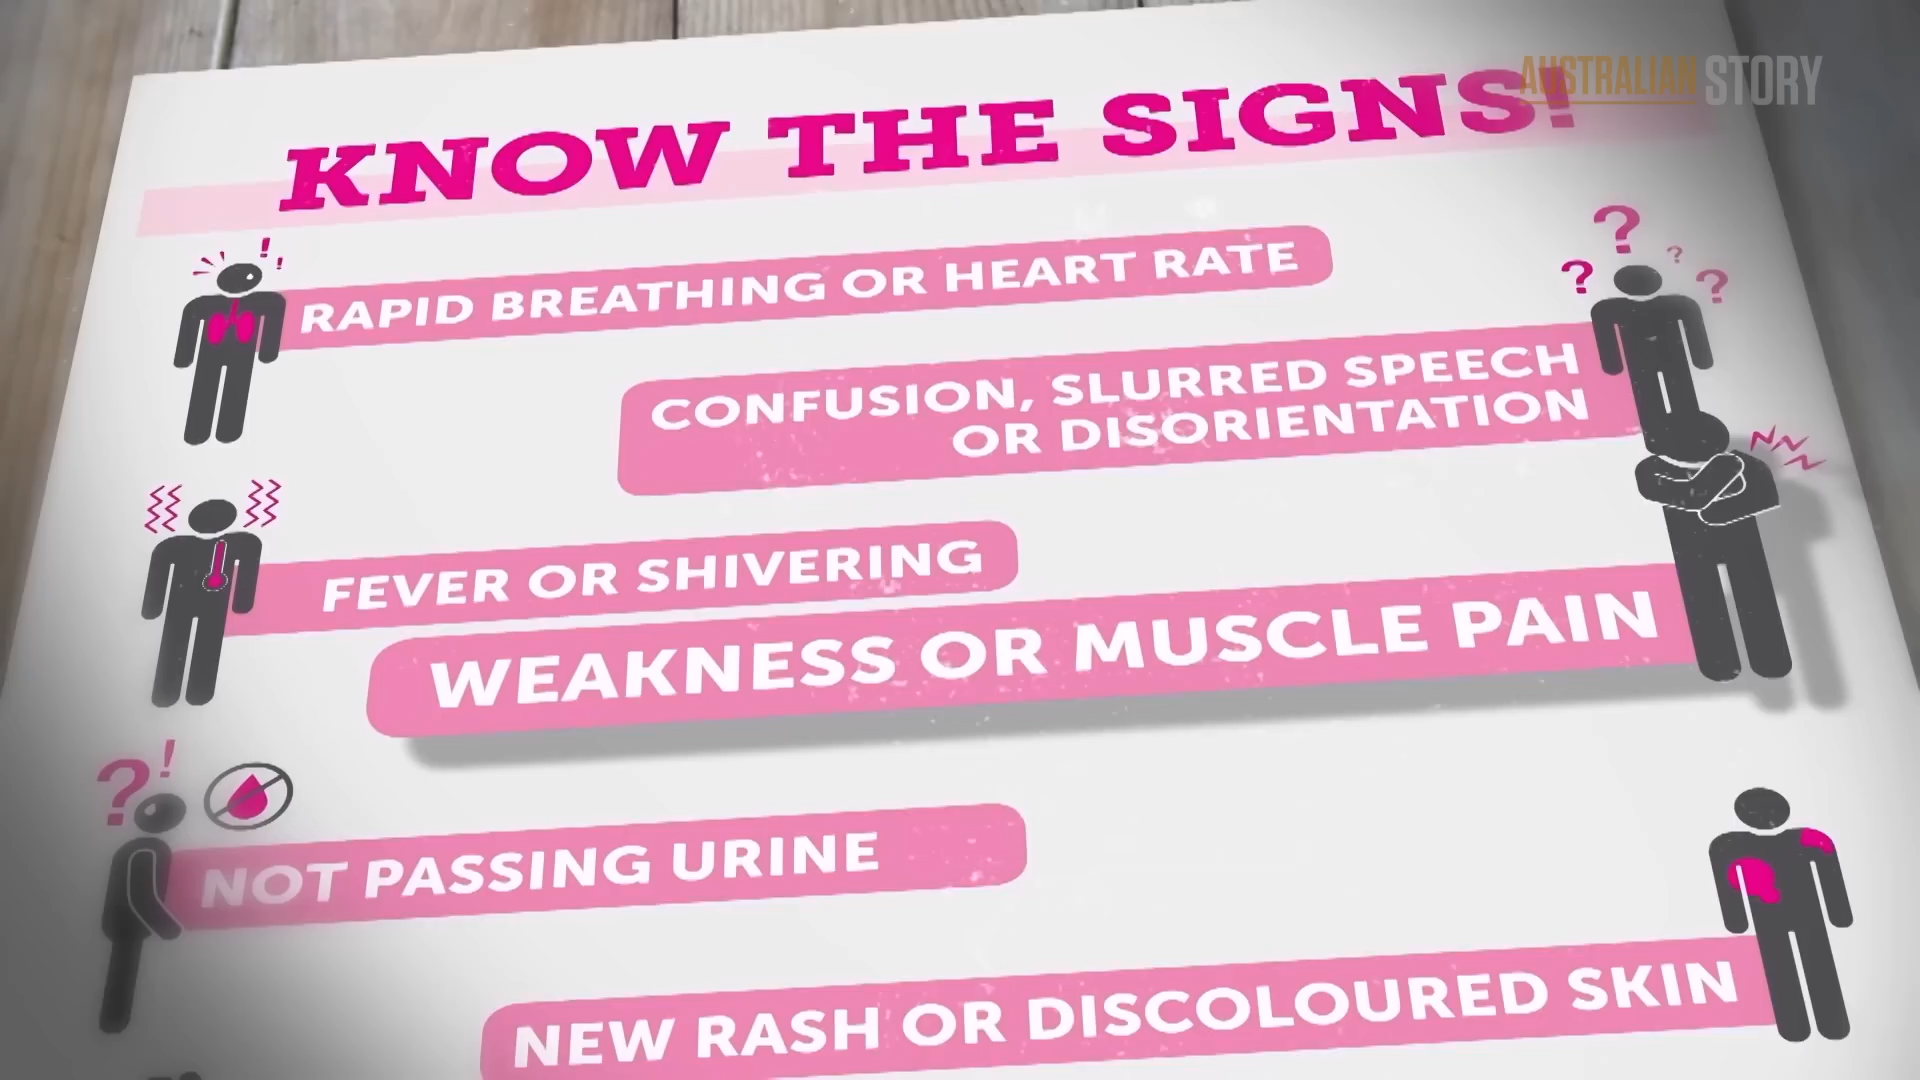 AUSTRALIAN STORY
KNOW THE SIGNS!
RAPID BREATHING OR HEART RATE
CONFUSION, SLURRED SPEECH
OR DISORIENTATION
FEVER OR SHIVERING
WEAKNESS OR MUSCLE PAIN
NOT PASSING URINE
NEW RASH OR DISCOLOURED SKIN